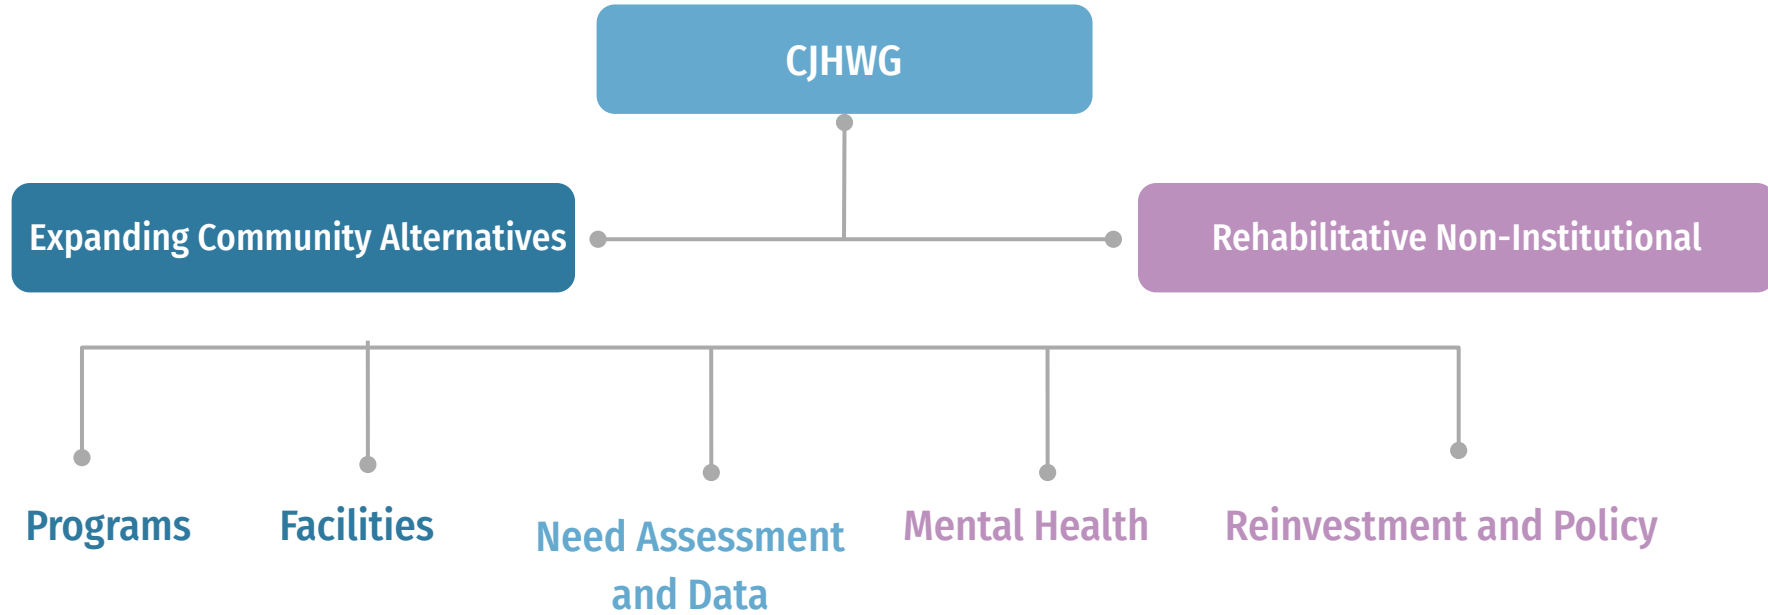 CJHWG
Expanding Community Alternatives
Rehabilitative Non-Institutional
Programs
Facilities
Need Assessment
and Data
Mental Health
Reinvestment and Policy